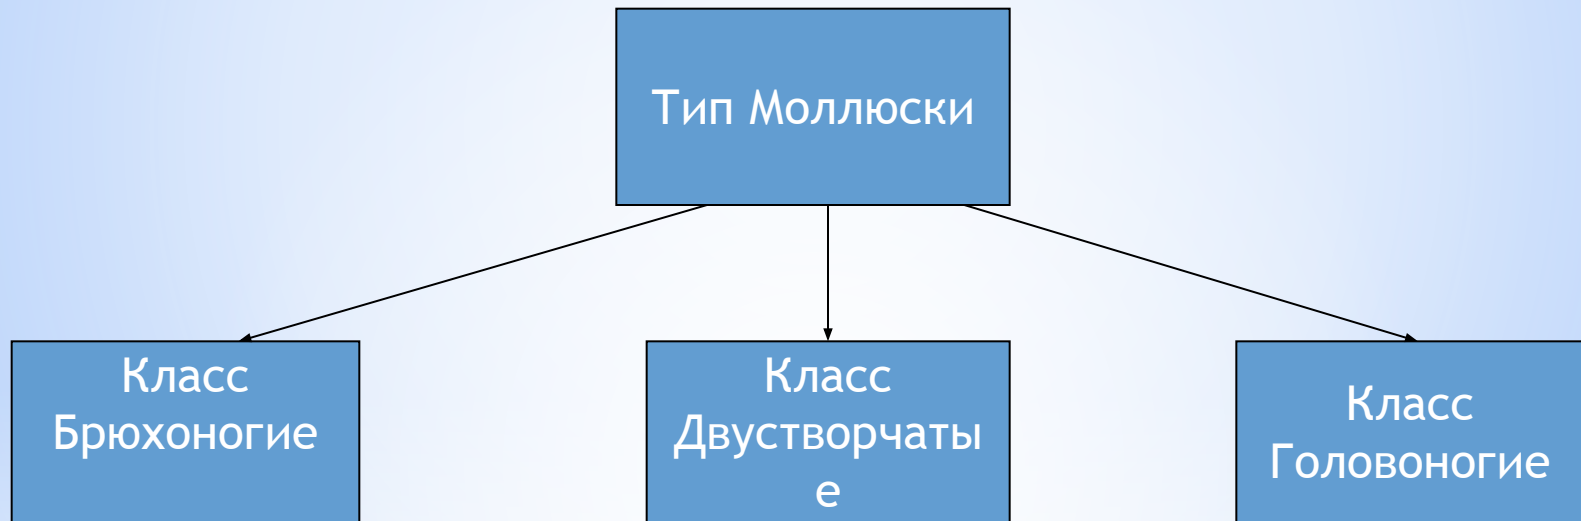 Тип Моллюски
Класс
Брюхоногие
Класс
Двустворчаты
е
Класс
Головоногие